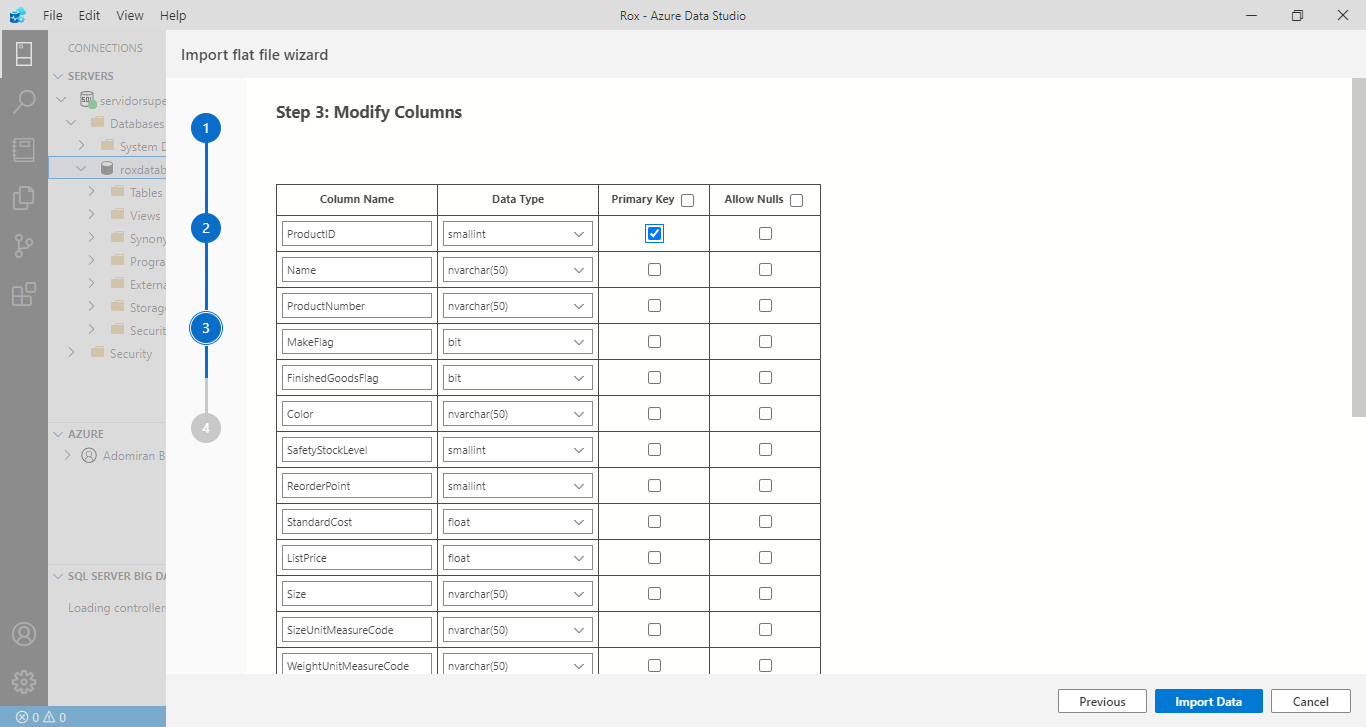 File Edit View Help
Rox - Azure Data Studio
CONNECTIONS
SERVERS
servidorsupe
Databases
System D
roxdatab
Tables
Views
Synony
Progra
Externa
Storag
Securit
Security
AZURE
Adomiran B
SQL SERVER BIG DA
Loading controller
0 0
Import flat file wizard
1
2
3
4
Step 3: Modify Columns
Column Name Data Type Primary Key Allow Nulls
ProductID smallint
Name nvarchar(50)
ProductNumber nvarchar(50)
MakeFlag bit
FinishedGoodsFlag bit
Color nvarchar(50)
SafetyStockLevel smallint
ReorderPoint smallint
StandardCost float
ListPrice float
Size nvarchar(50)
SizeUnitMeasureCode nvarchar(50)
WeightUnitMeasureCode nvarchar(50)
Previous Import Data Cancel